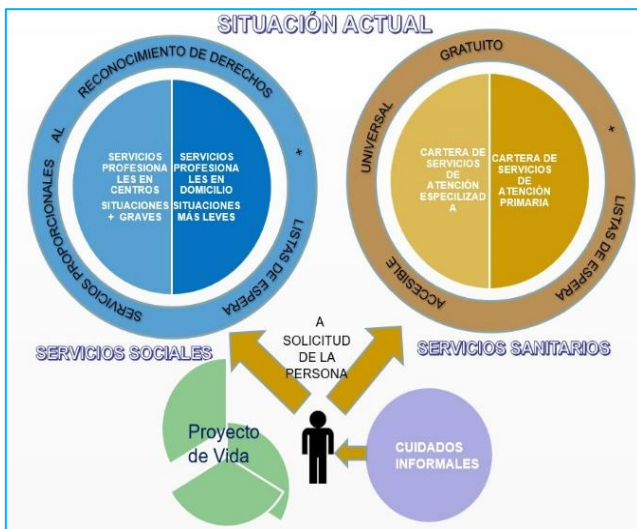 SITUACIÓN ACTUAL
SERVICIOS PROPORCIONALES AL RECONOCIMIENTO DE DERECHOS + LISTAS DE ESPERA
SERVICIOS
PROFESIONA
LES EN
CENTROS
SITUACIONES
+ GRAVES
SERVICIOS
PROFESIONA
LES EN
DOMICILIO
SITUACIONES
MÁS LEVES
SERVICIOS SOCIALES
ACCESIBLE UNIVERSAL GRATUITO + LISTAS DE ESPERA
CARTERA DE
SERVICIOS
DE
ATENCIÓN
ESPECILIZAD
A
CARTERA DE
SERVICIOS
DE
ATENCIÓN
PRIMARIA
SERVICIOS SANITARIOS
A
SOLICITUD
DE LA
PERSONA
Proyecto
de Vida
CUIDADOS
INFORMALES